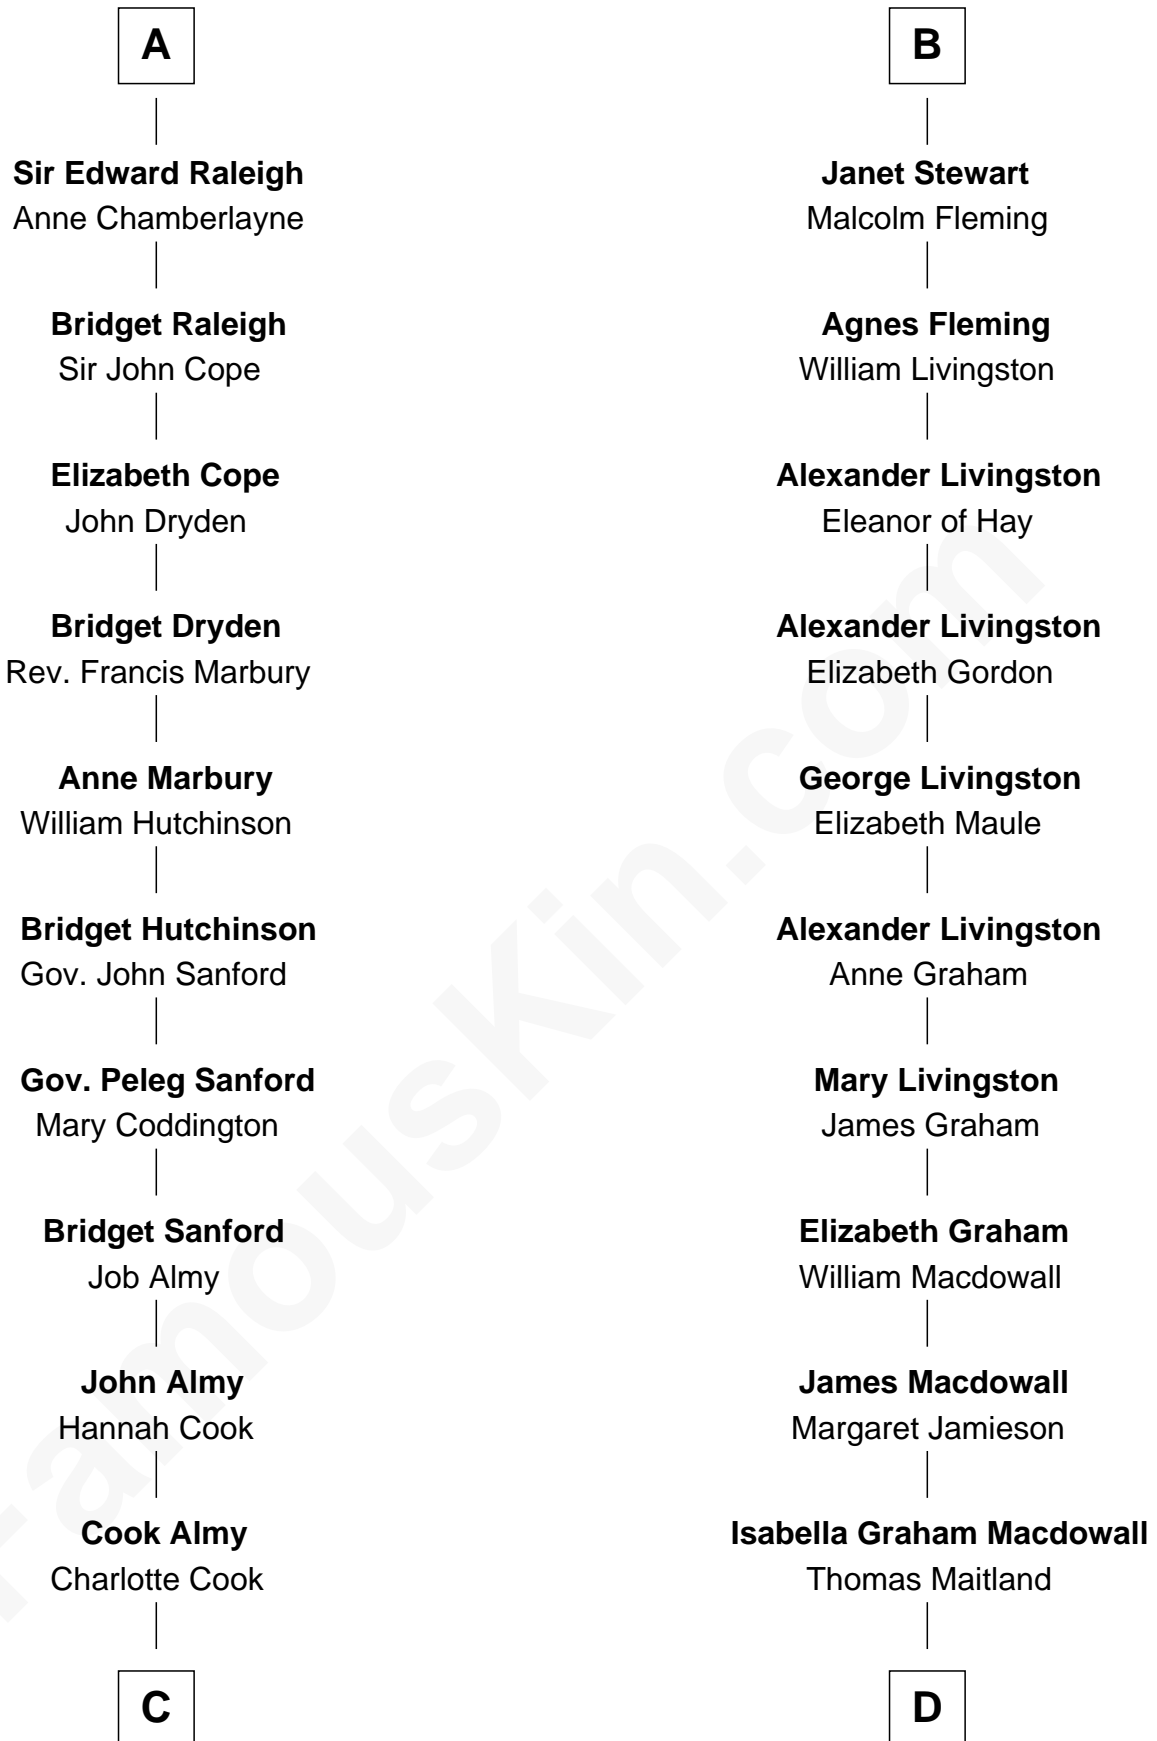 A
Sir Edward Raleigh
Anne Chamberlayne
Bridget Raleigh
Sir John Cope
Elizabeth Cope
John Dryden
Bridget Dryden
Rev. Francis Marbury
Anne Marbury
William Hutchinson
Bridget Hutchinson
Gov. John Sanford
Gov. Peleg Sanford
Mary Coddington
Bridget Sanford
Job Almy
John Almy
Hannah Cook
Cook Almy
Charlotte Cook
C
B
Janet Stewart
Malcolm Fleming
Agnes Fleming
William Livingston
Alexander Livingston
Eleanor of Hay
Alexander Livingston
Elizabeth Gordon
George Livingston
Elizabeth Maule
Alexander Livingston
Anne Graham
Mary Livingston
James Graham
Elizabeth Graham
William Macdowall
James Macdowall
Margaret Jamieson
Isabella Graham Macdowall
Thomas Maitland
D
FamousKin.com